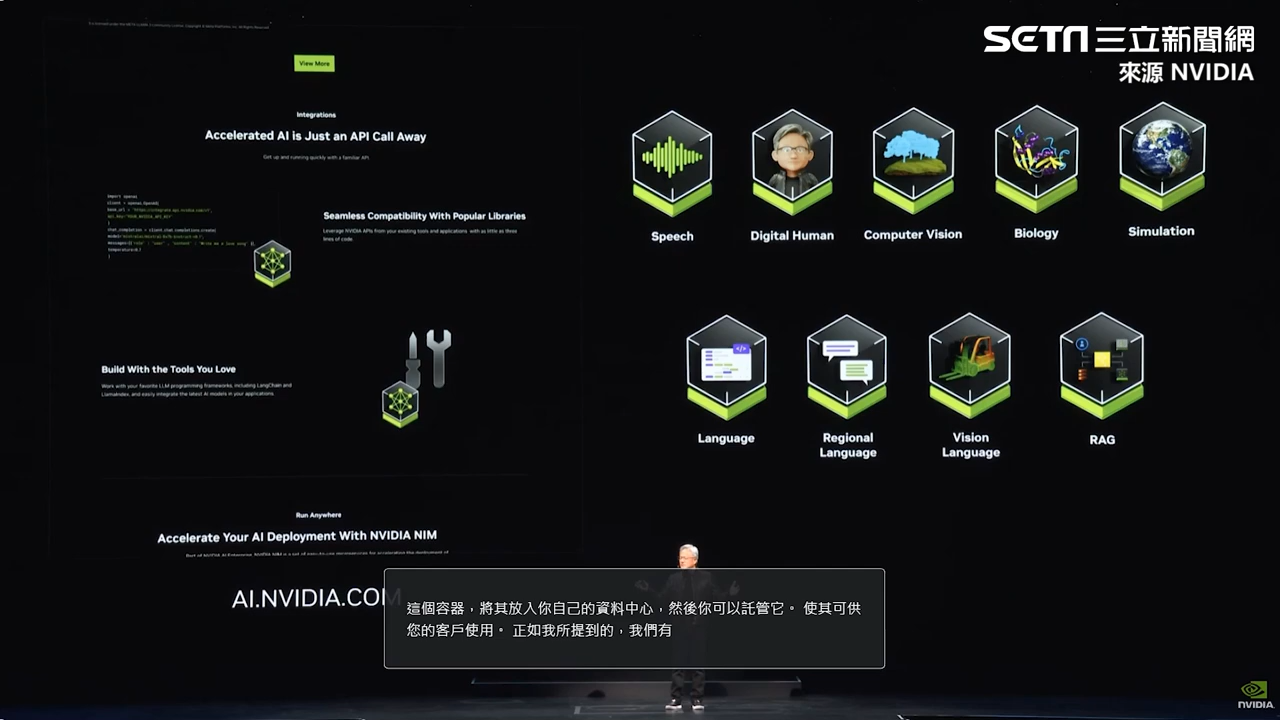 SETN三立新聞網
來源 NVIDIA
View More
Integrations
Accelerated AI is Just an API Call Away
Get up and running quickly with a familiar API
Seamless Compatibility With Popular Libraries
Leverage NVIDIA APIs from your existing tools and applications with as little as three
lines of code.
Build With the Tools You Love
Work with your favorite LLM programming frameworks, including LangChain and
LlamaIndex, and easily integrate the latest AI models in your applications.
Run Anywhere
Accelerate Your AI Deployment With NVIDIA NIM
AI.NVIDIA.COM
Speech
Digital Human
Computer Vision
Biology
Simulation
Language
Regional
Language
Vision
Language
RAG
這個容器，將其放入你自己的資料中心，然後你可以託管它。 使其可供
您的客戶使用。 正如我所提到的，我們有
NVIDIA